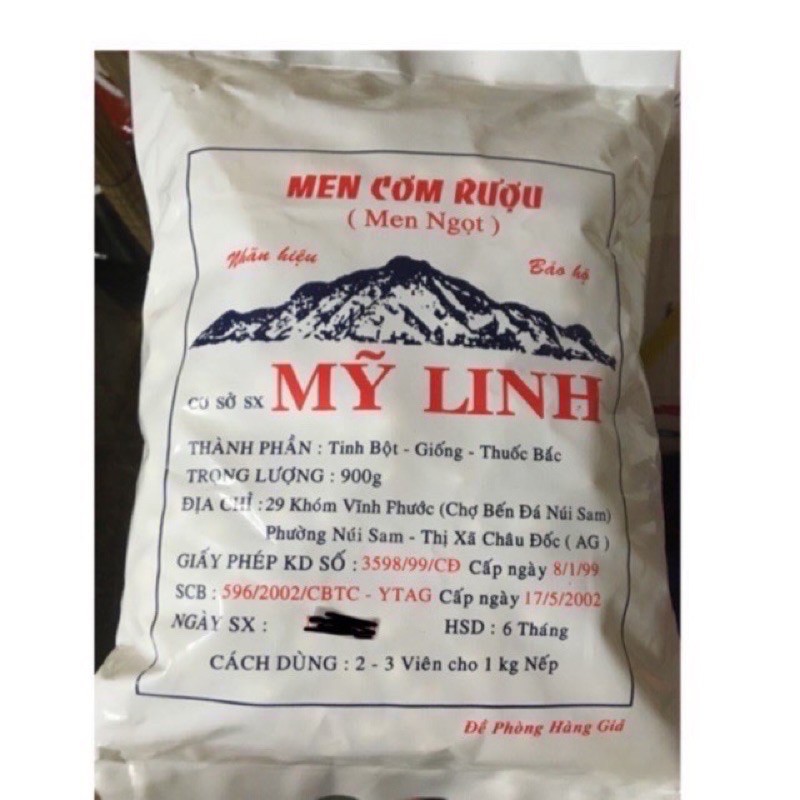 MEN CƠM RƯỢU
( Men Ngọt )
Nhãn hiệu Bảo hộ
CƠ SỞ SX MỸ LINH
THÀNH PHẦN : Tinh Bột - Giống - Thuốc Bắc
TRỌNG LƯỢNG : 900g
ĐỊA CHỈ : 29 Khóm Vĩnh Phước (Chợ Bến Đá Núi Sam)
Phường Núi Sam - Thị Xã Châu Đốc ( AG )
GIẤY PHÉP KD SỐ : 3598/99/CĐ Cấp ngày 8/1/99
SCB : 596/2002/CBTC - YTAG Cấp ngày 17/5/2002
NGÀY SX : HSD : 6 Tháng
CÁCH DÙNG : 2 - 3 Viên cho 1 kg Nếp
Đề Phòng Hàng Giả